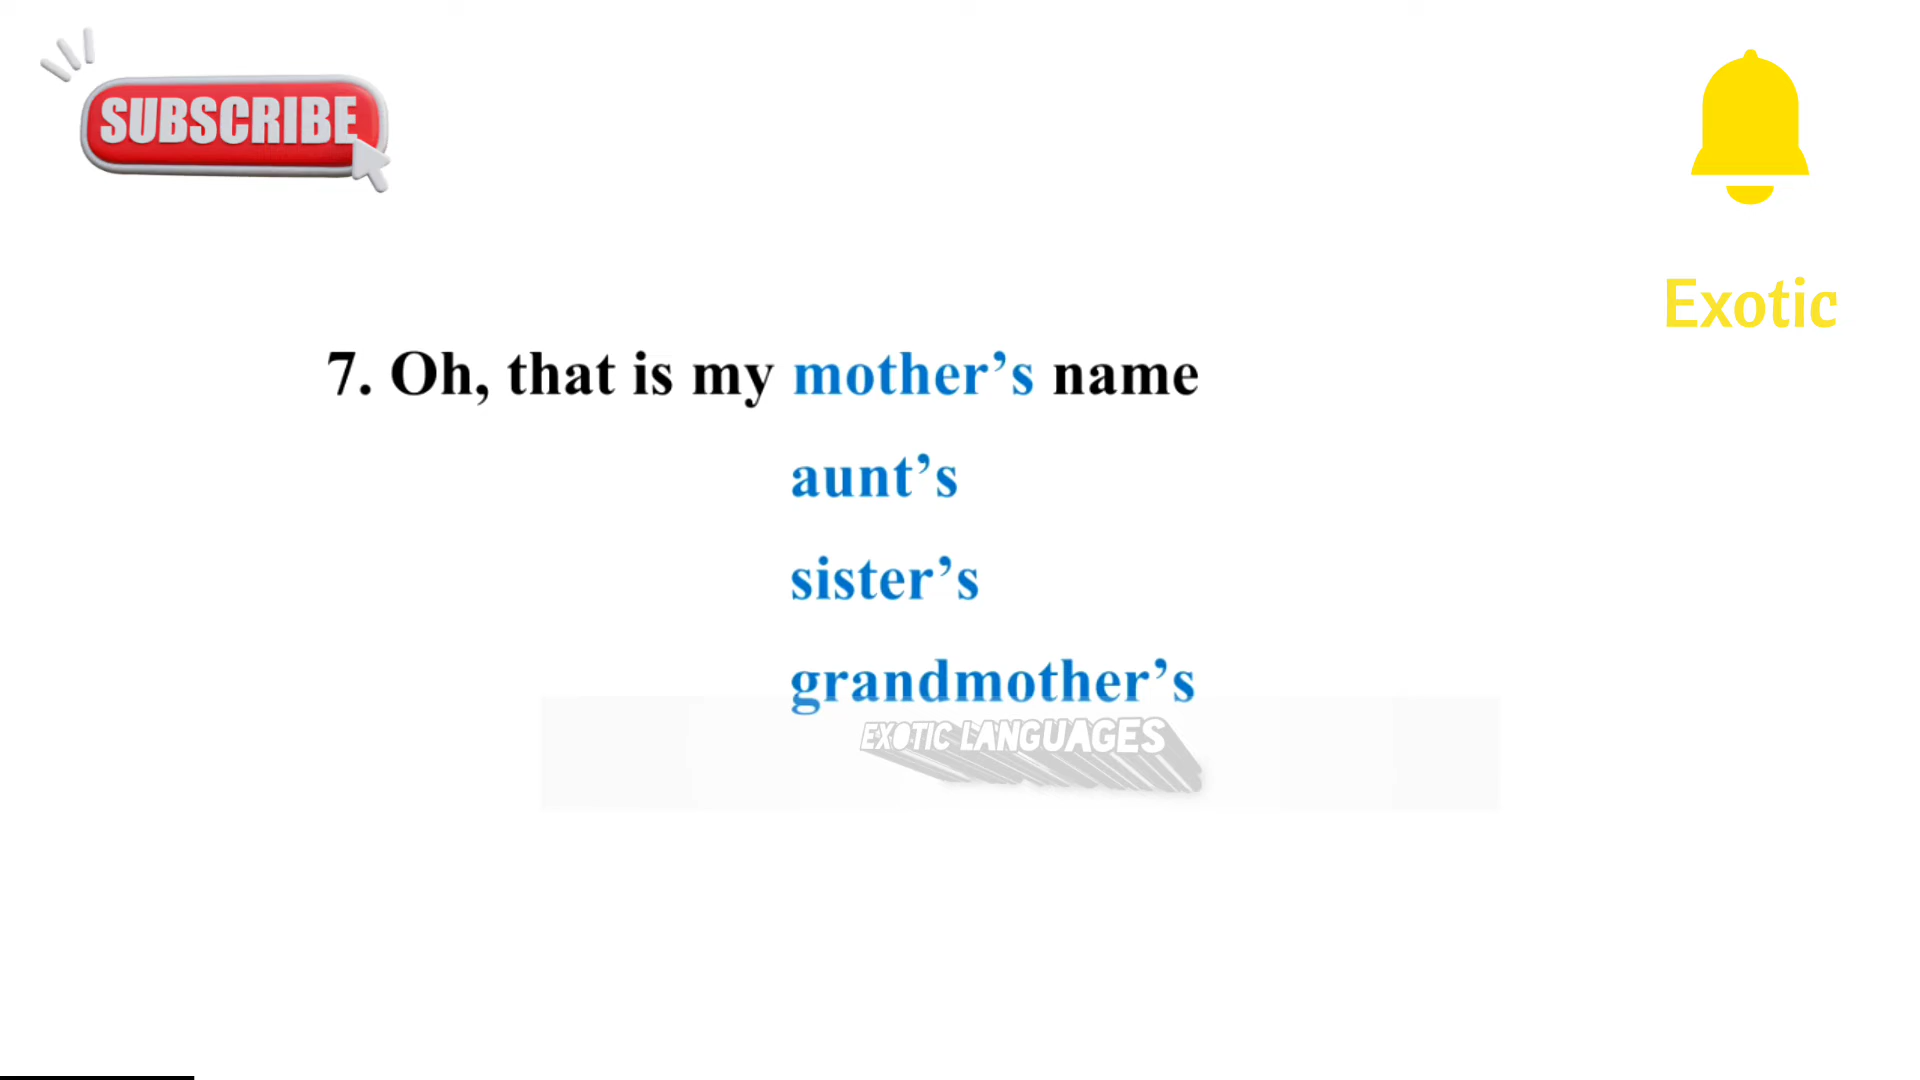 SUBSCRIBE
Exotic
7. Oh, that is my mother’s name
aunt’s
sister’s
grandmother’s
EXOTIC LANGUAGES